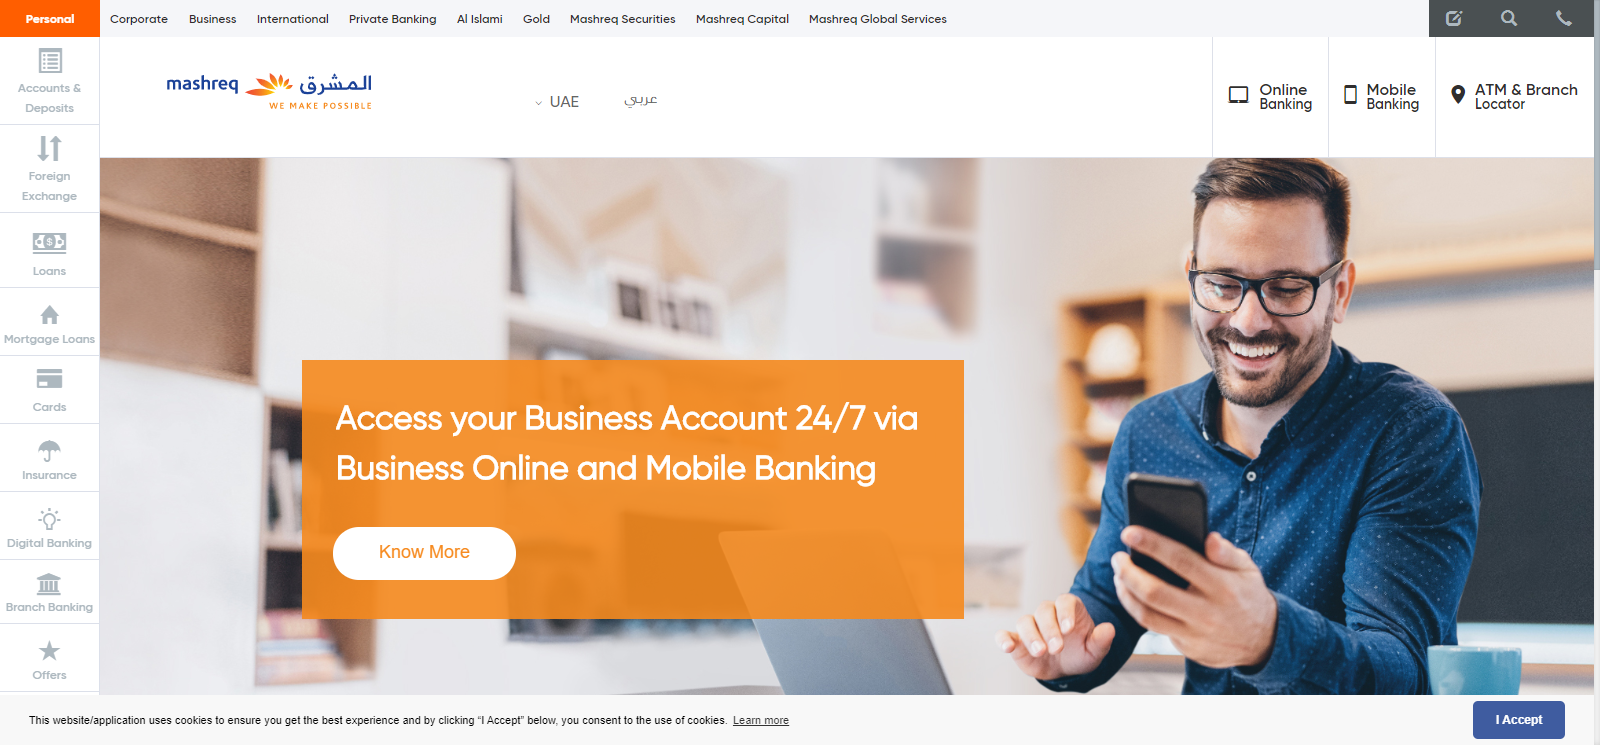 Personal
Corporate
Business
International
Private Banking
Al Islami
Gold
Mashreq Securities
Mashreq Capital
Mashreq Global Services
Accounts &
Deposits
Foreign
Exchange
Loans
Mortgage Loans
Cards
Insurance
Digital Banking
Branch Banking
Offers
mashreq المشرق
WE MAKE POSSIBLE
UAE
عربي
Online
Banking
Mobile
Banking
ATM & Branch
Locator
Access your Business Account 24/7 via
Business Online and Mobile Banking
Know More
This website/application uses cookies to ensure you get the best experience and by clicking “I Accept” below, you consent to the use of cookies. Learn more
I Accept